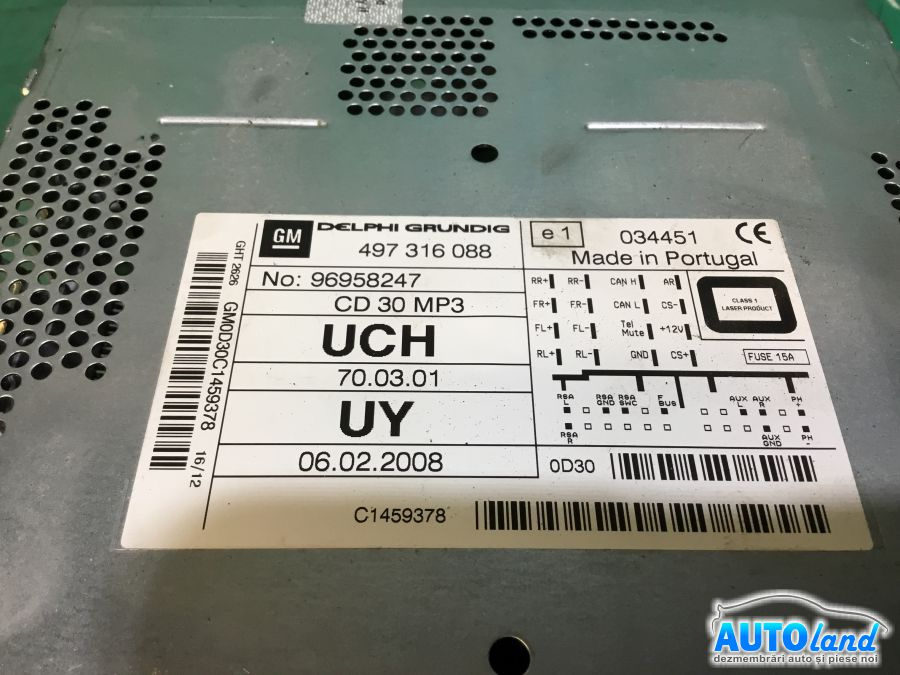 GM DELPHI GRUNDIG
497 316 088
No: 96958247
CD 30 MP3
UCH
70.03.01
UY
06.02.2008
C1459378
GHT 2626
GM0D30C1459378
16/12
e 1
034451
CE
Made in Portugal
RR+ RR- CAN H AR
FR+ FR- CAN L CS-
FL+ FL- Tel Mute +12V
RL+ RL- GND CS+
CLASS 1
LASER PRODUCT
FUSE 15A
RSA L RSA GND RSA SWC F BUS AUX L AUX R PH +
RSA R AUX GND PH -
0D30
AUTOland
dezmembrări auto și piese noi